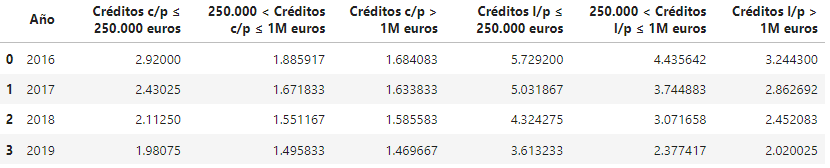 Año Créditos c/p ≤ 250.000 < Créditos Créditos c/p > Créditos l/p ≤ 250.000 < Créditos Créditos l/p >
250.000 euros c/p ≤ 1M euros 1M euros 250.000 euros l/p ≤ 1M euros 1M euros
0 2016 2.92000 1.885917 1.684083 5.729200 4.435642 3.244300
1 2017 2.43025 1.671833 1.633833 5.031867 3.744883 2.862692
2 2018 2.11250 1.551167 1.585583 4.324275 3.071658 2.452083
3 2019 1.98075 1.495833 1.469667 3.613233 2.377417 2.020025